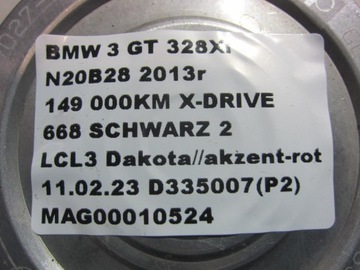 BMW 3 GT 328Xi
N20B28 2013r
149 000KM X-DRIVE
668 SCHWARZ 2
LCL3 Dakota//akzent-rot
11.02.23 D335007(P2)
MAG00010524